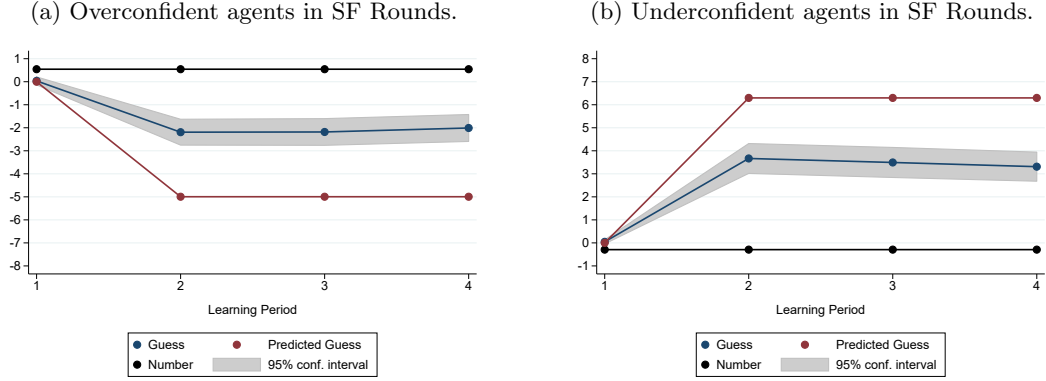 (a) Overconfident agents in SF Rounds.
1
0
-1
-2
-3
-4
-5
-6
-7
-8
1 2 3 4
Learning Period
Guess Predicted Guess
Number 95% conf. interval
(b) Underconfident agents in SF Rounds.
8
7
6
5
4
3
2
1
0
-1
1 2 3 4
Learning Period
Guess Predicted Guess
Number 95% conf. interval